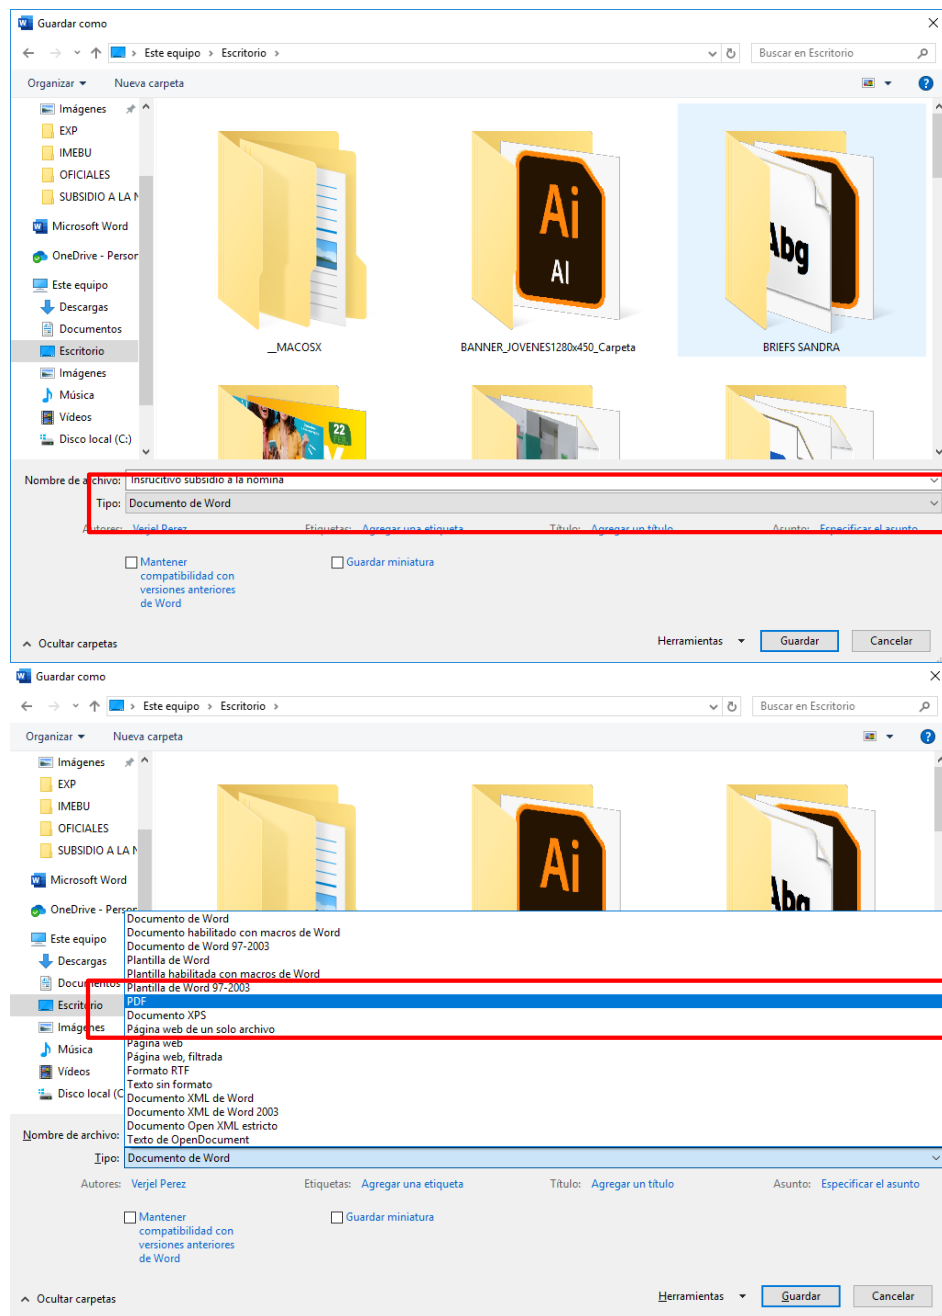 Guardar como
Este equipo > Escritorio >
Buscar en Escritorio
Organizar
Nueva carpeta
Imágenes
EXP
IMEBU
OFICIALES
SUBSIDIO A LA N
Microsoft Word
OneDrive - Person
Este equipo
Descargas
Documentos
Escritorio
Imágenes
Música
Vídeos
Disco local (C:)
Ai
AI
Abg
__MACOSX
BANNER_JOVENES1280x450_Carpeta
BRIEFS SANDRA
22
Nombre de archivo: Insrucitivo subsidio a la nomina
Tipo: Documento de Word
Autores: Verjel Perez
Etiquetas: Agregar una etiqueta
Título: Agregar un título
Asunto: Especificar el asunto
Mantener
compatibilidad con
versiones anteriores
de Word
Guardar miniatura
Ocultar carpetas
Herramientas
Guardar
Cancelar
Guardar como
Este equipo > Escritorio >
Buscar en Escritorio
Organizar
Nueva carpeta
Imágenes
EXP
IMEBU
OFICIALES
SUBSIDIO A LA N
Microsoft Word
OneDrive - Person
Este equipo
Descargas
Documentos
Escritorio
Imágenes
Música
Vídeos
Disco local (C
Ai
Abg
Documento de Word
Documento habilitado con macros de Word
Documento de Word 97-2003
Plantilla de Word
Plantilla habilitada con macros de Word
Plantilla de Word 97-2003
PDF
Documento XPS
Página web de un solo archivo
Página web
Página web, filtrada
Formato RTF
Texto sin formato
Documento XML de Word
Documento XML de Word 2003
Documento Open XML estricto
Texto de OpenDocument
Nombre de archivo:
Tipo: Documento de Word
Autores: Verjel Perez
Etiquetas: Agregar una etiqueta
Título: Agregar un título
Asunto: Especificar el asunto
Mantener
compatibilidad con
versiones anteriores
de Word
Guardar miniatura
Ocultar carpetas
Herramientas
Guardar
Cancelar